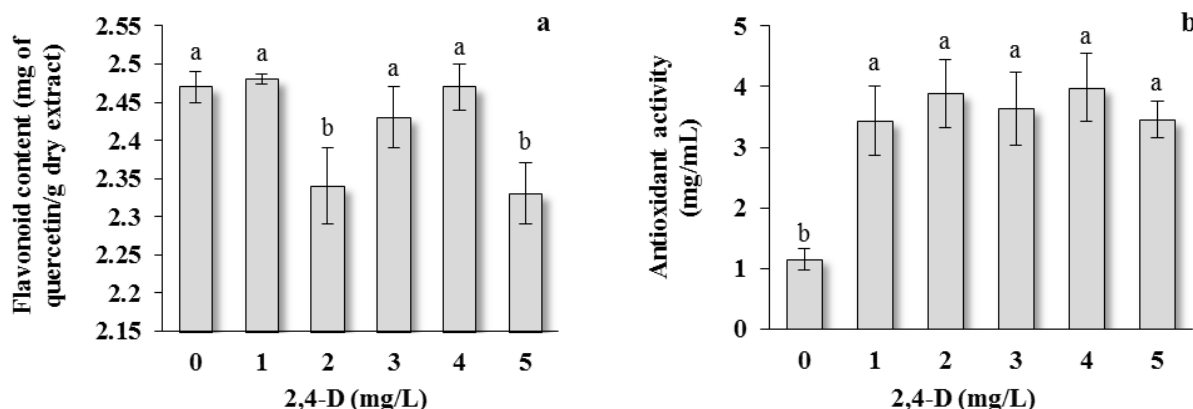 a
Flavonoid content (mg of
quercetin/g dry extract)
2.55
2.5
2.45
2.4
2.35
2.3
2.25
2.2
2.15
a
a
b
a
a
b
0 1 2 3 4 5
2,4-D (mg/L)
b
Antioxidant activity
(mg/mL)
5
4
3
2
1
0
b
a
a
a
a
a
0 1 2 3 4 5
2,4-D (mg/L)